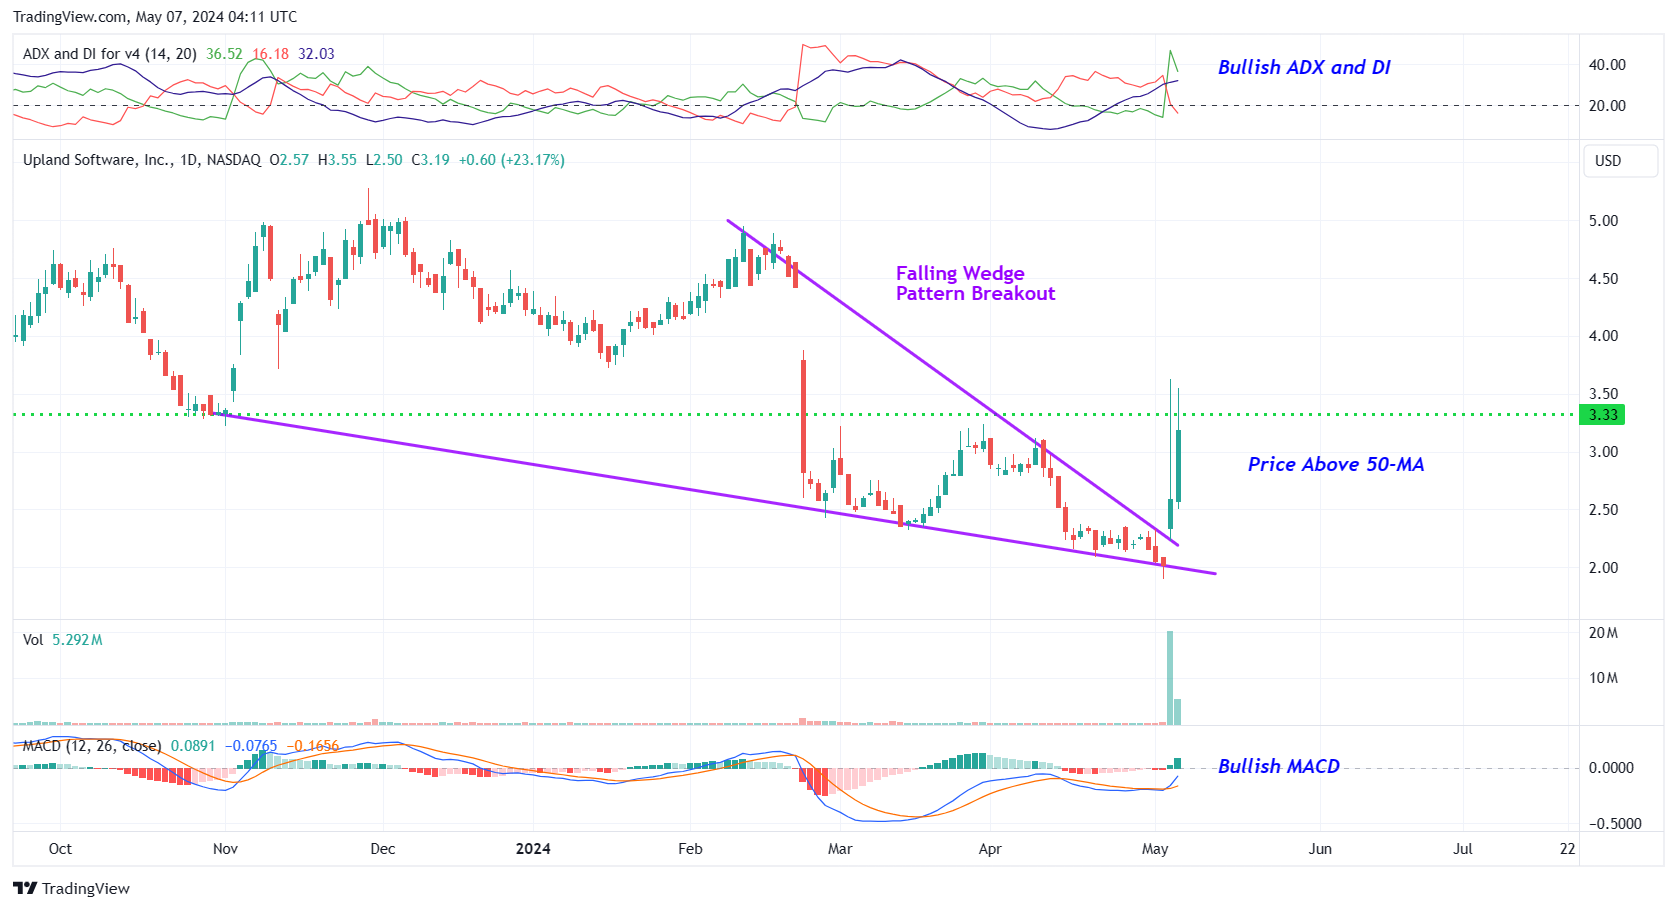 TradingView.com, May 07, 2024 04:11 UTC
ADX and DI for v4 (14, 20) 36.52 16.18 32.03
Bullish ADX and DI
40.00
20.00
Upland Software, Inc., 1D, NASDAQ O2.57 H3.55 L2.50 C3.19 +0.60 (+23.17%)
USD
5.00
Falling Wedge
Pattern Breakout
4.50
4.00
3.50
3.33
3.00
Price Above 50-MA
2.50
2.00
Vol 5.292M
20M
10M
MACD (12, 26, close) 0.0891 −0.0765 −0.1656
Bullish MACD
0.0000
−0.5000
Oct Nov Dec 2024 Feb Mar Apr May Jun Jul 22
TradingView